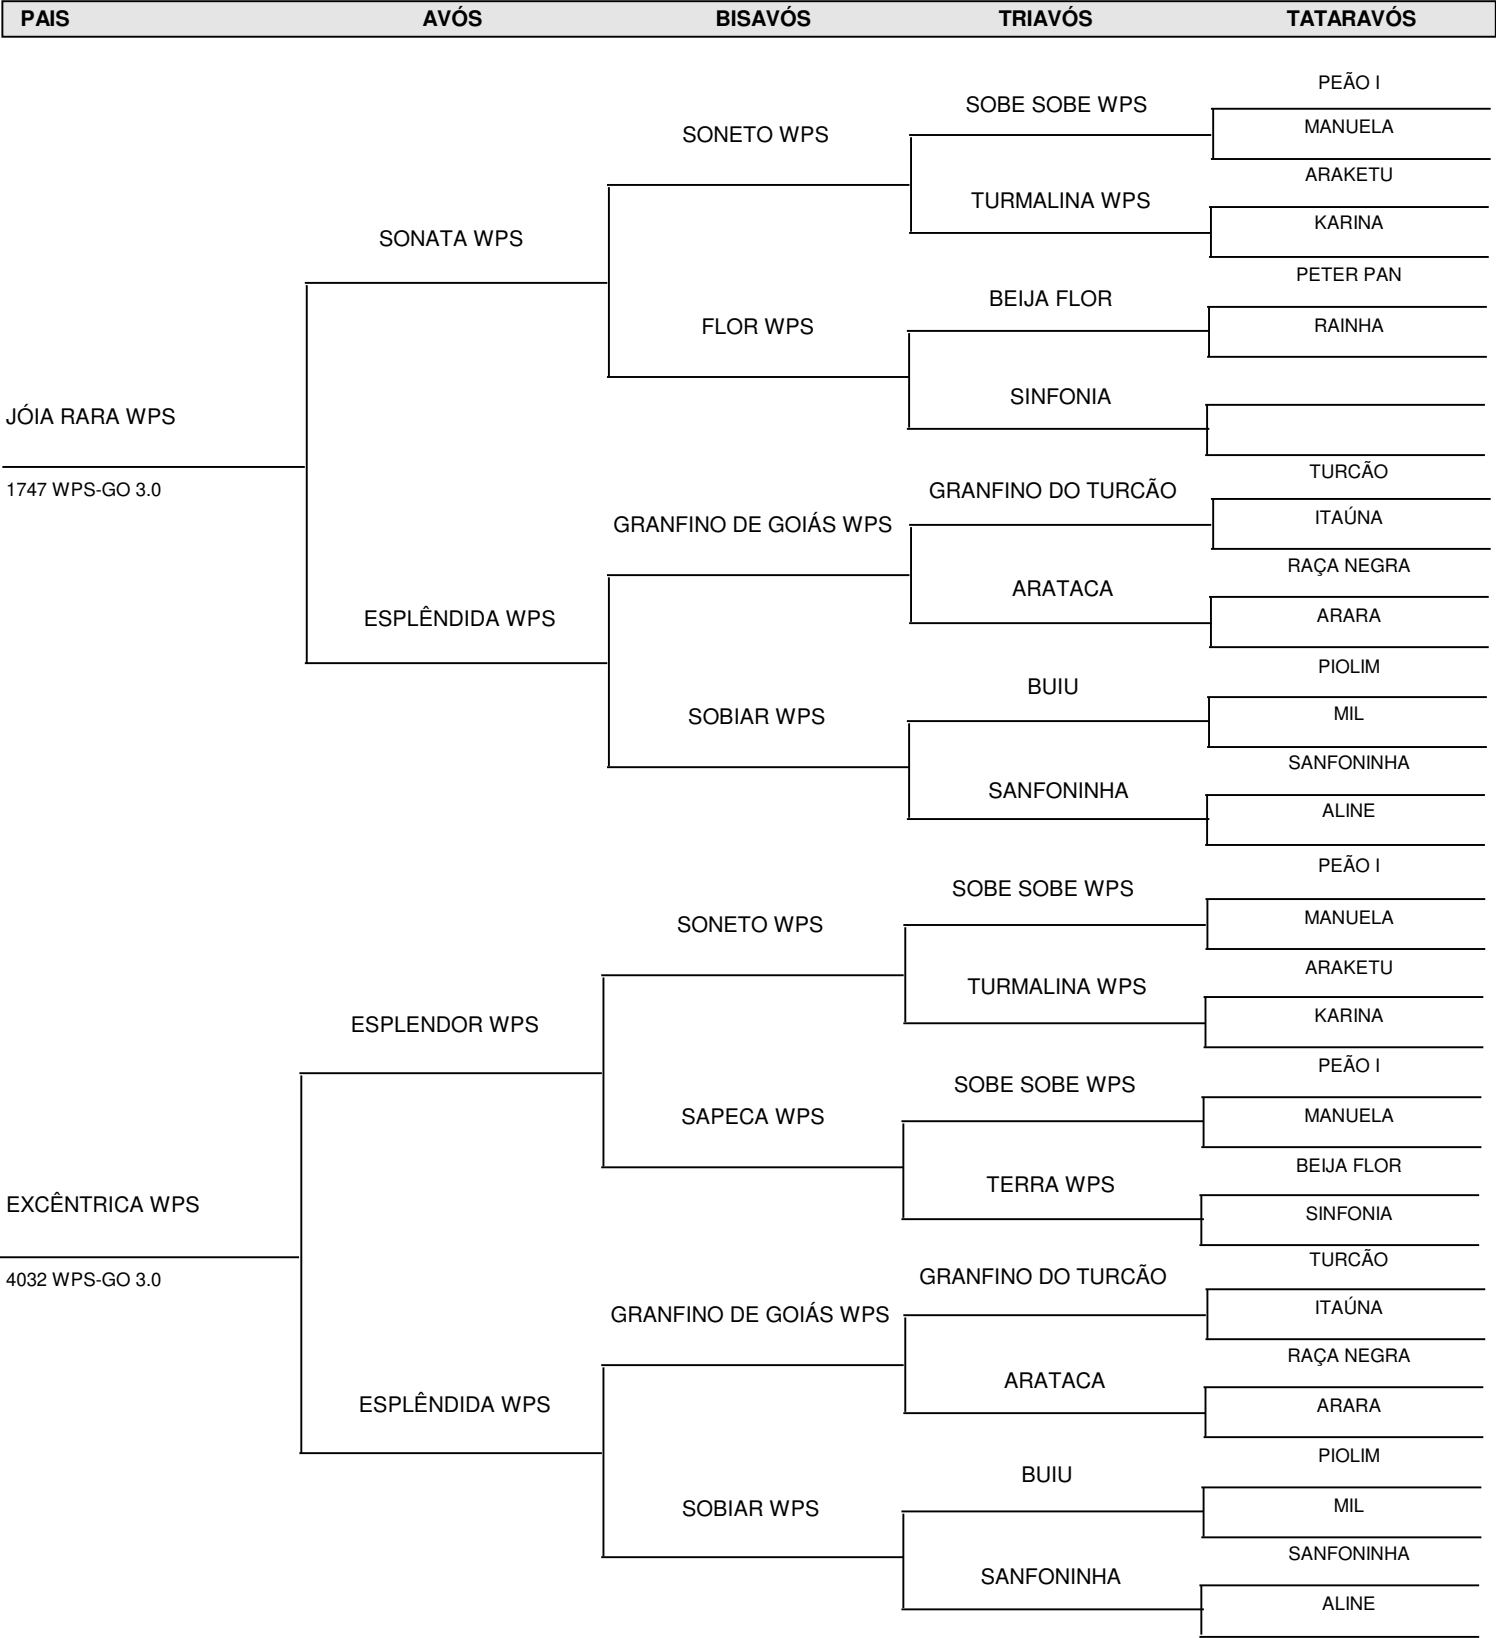 PAIS AVÓS BISAVÓS TRIAVÓS TATARAVÓS
PEÃO I
SOBE SOBE WPS
MANUELA
SONETO WPS
ARAKETU
TURMALINA WPS
KARINA
SONATA WPS
PETER PAN
BEIJA FLOR
RAINHA
FLOR WPS
SINFONIA
JÓIA RARA WPS
TURCÃO
1747 WPS-GO 3.0
GRANFINO DO TURCÃO
ITAÚNA
GRANFINO DE GOIÁS WPS
RAÇA NEGRA
ARATACA
ARARA
ESPLÊNDIDA WPS
PIOLIM
BUIU
MIL
SOBIAR WPS
SANFONINHA
SANFONINHA
ALINE
PEÃO I
SOBE SOBE WPS
MANUELA
SONETO WPS
ARAKETU
TURMALINA WPS
KARINA
ESPLENDOR WPS
PEÃO I
SOBE SOBE WPS
MANUELA
SAPECA WPS
BEIJA FLOR
TERRA WPS
EXCÊNTRICA WPS
SINFONIA
TURCÃO
4032 WPS-GO 3.0
GRANFINO DO TURCÃO
ITAÚNA
GRANFINO DE GOIÁS WPS
RAÇA NEGRA
ARATACA
ARARA
ESPLÊNDIDA WPS
PIOLIM
BUIU
MIL
SOBIAR WPS
SANFONINHA
SANFONINHA
ALINE